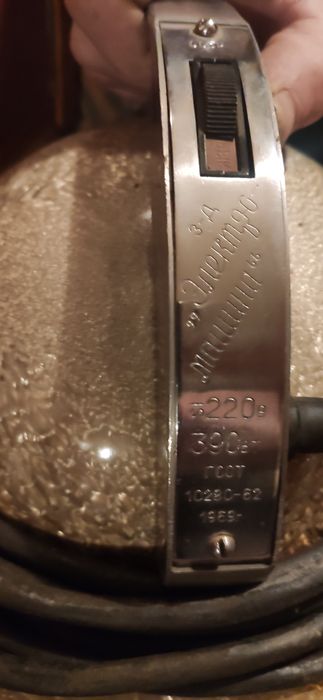 З-Д
„Электро-
„машина"
220в
390вт
ГОСТ
10280-62
1969г